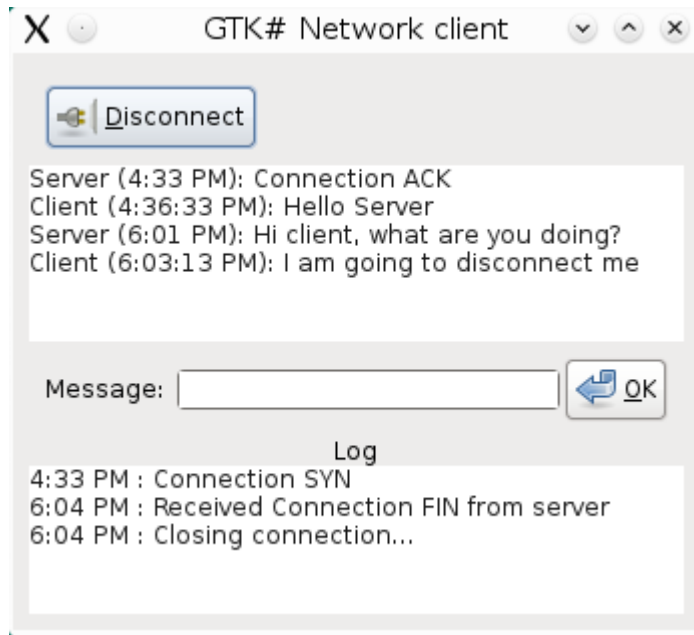 GTK# Network client
Disconnect
Server (4:33 PM): Connection ACK
Client (4:36:33 PM): Hello Server
Server (6:01 PM): Hi client, what are you doing?
Client (6:03:13 PM): I am going to disconnect me
Message:
OK
Log
4:33 PM : Connection SYN
6:04 PM : Received Connection FIN from server
6:04 PM : Closing connection...